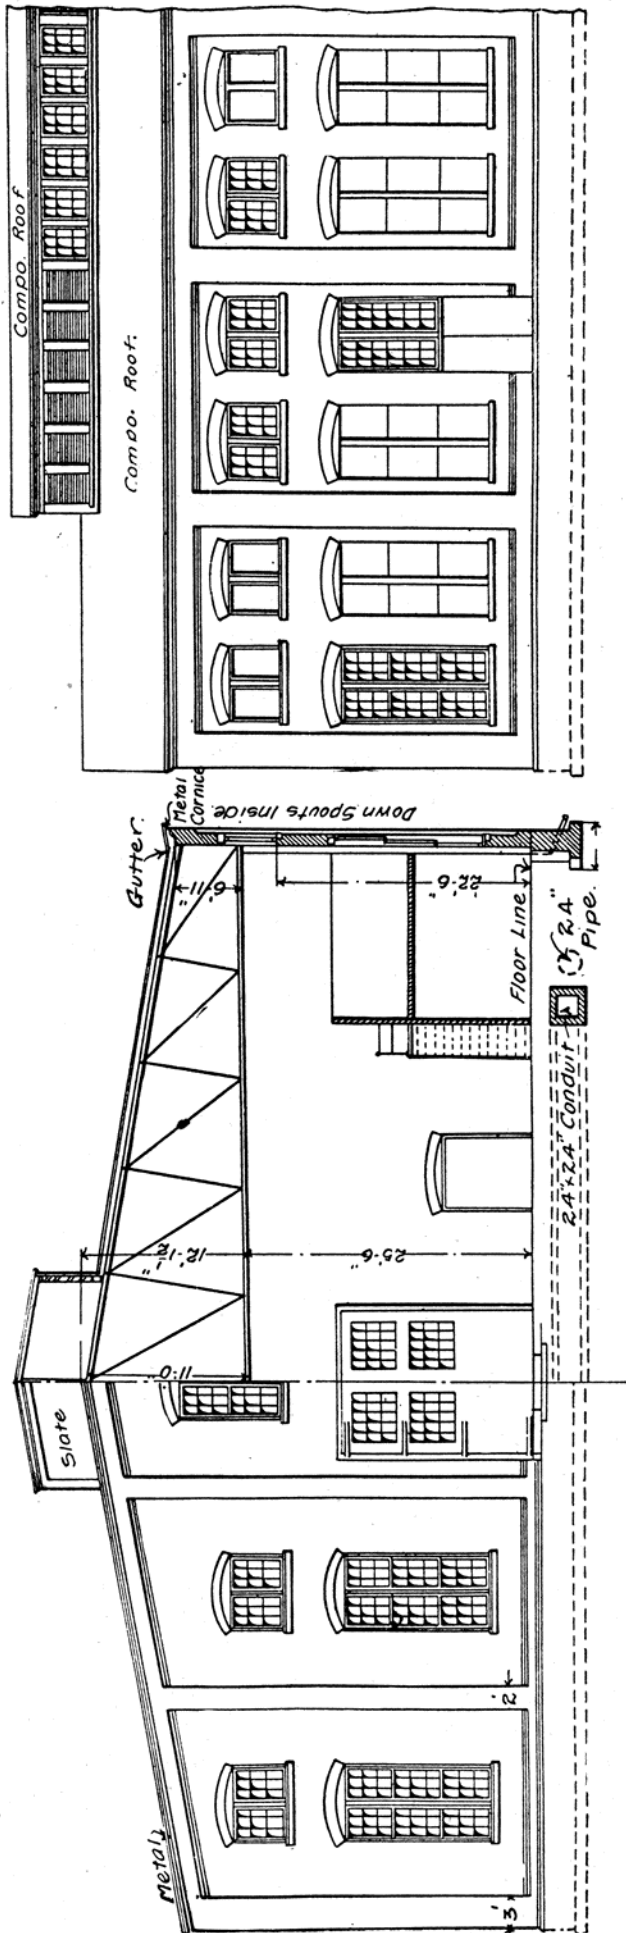 Compo. Roof
Compo. Roof.
Gutter.
Metal
Cornice
Down Spouts Inside.
6'-11"
22'-6"
Floor Line
24"
Pipe.
24"x24" Conduit
12'-1½"
25'-6"
11'-0"
Slate
Metal
2'
3'